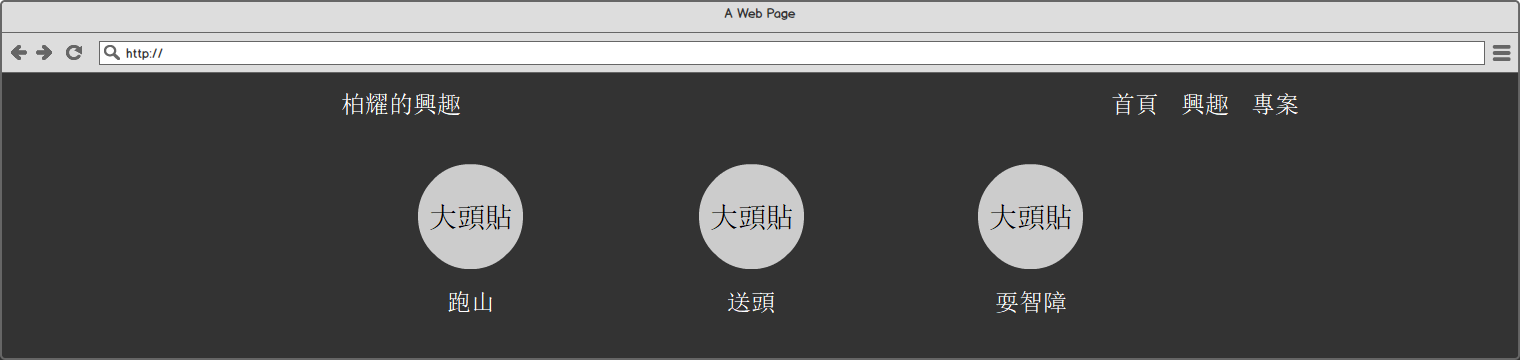 A Web Page
http://
柏耀的興趣 首頁 興趣 專案
大頭貼 大頭貼 大頭貼
跑山 送頭 耍智障